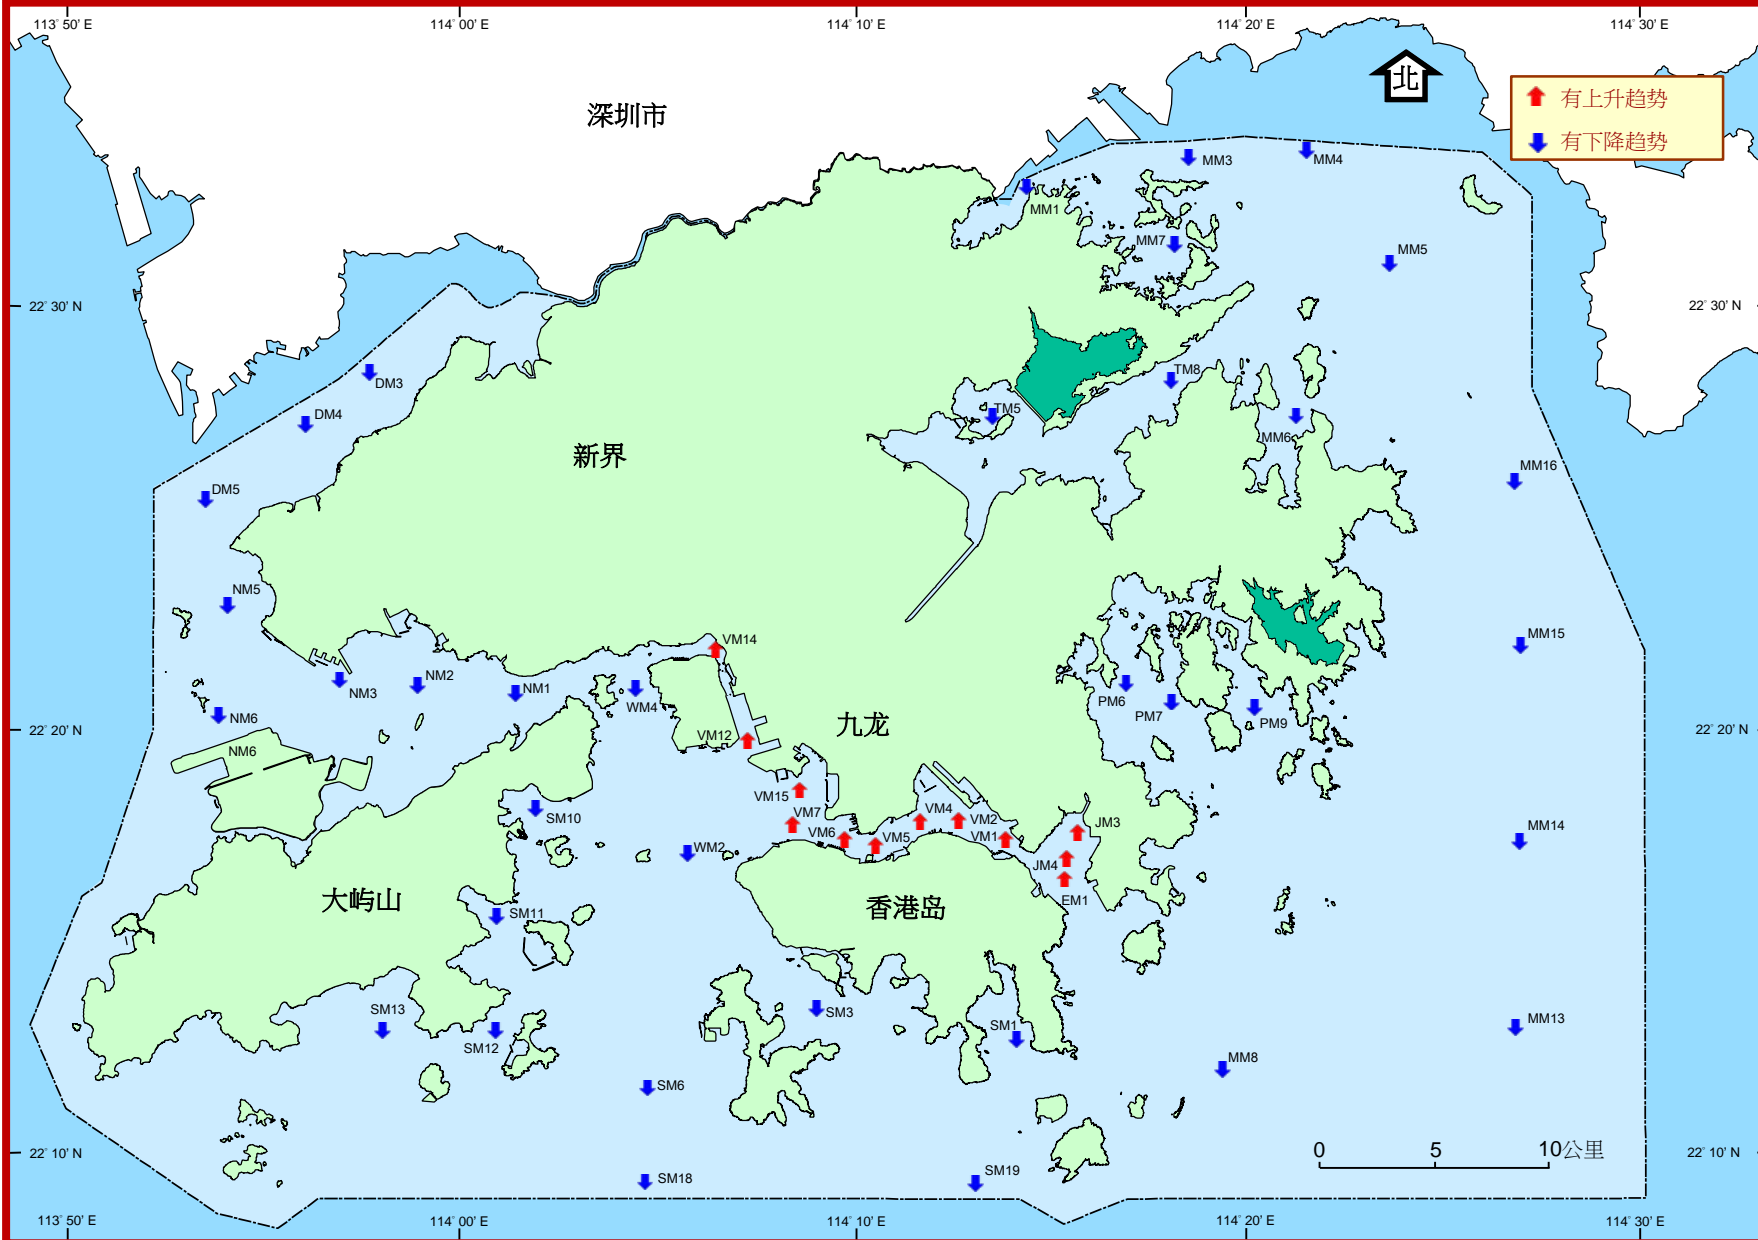 113° 50' E
114° 00' E
114° 10' E
114° 20' E
114° 30' E
北
有上升趋势
有下降趋势
深圳市
MM3
MM4
MM1
MM7
MM5
22° 30' N
22° 30' N
DM3
TM8
DM4
TM5
MM6
新界
MM16
DM5
NM5
MM15
VM14
NM2
NM3
NM1
WM4
PM6
PM7
PM9
NM6
九龙
22° 20' N
VM12
22° 20' N
NM6
VM15
VM7
VM4
VM2
JM3
SM10
VM6
VM5
VM1
MM14
WM2
JM4
大屿山
EM1
香港岛
SM11
SM13
SM3
SM1
MM13
SM12
MM8
SM6
22° 10' N
0
5
10公里
22° 10' N
SM18
SM19
113° 50' E
114° 00' E
114° 10' E
114° 20' E
114° 30' E